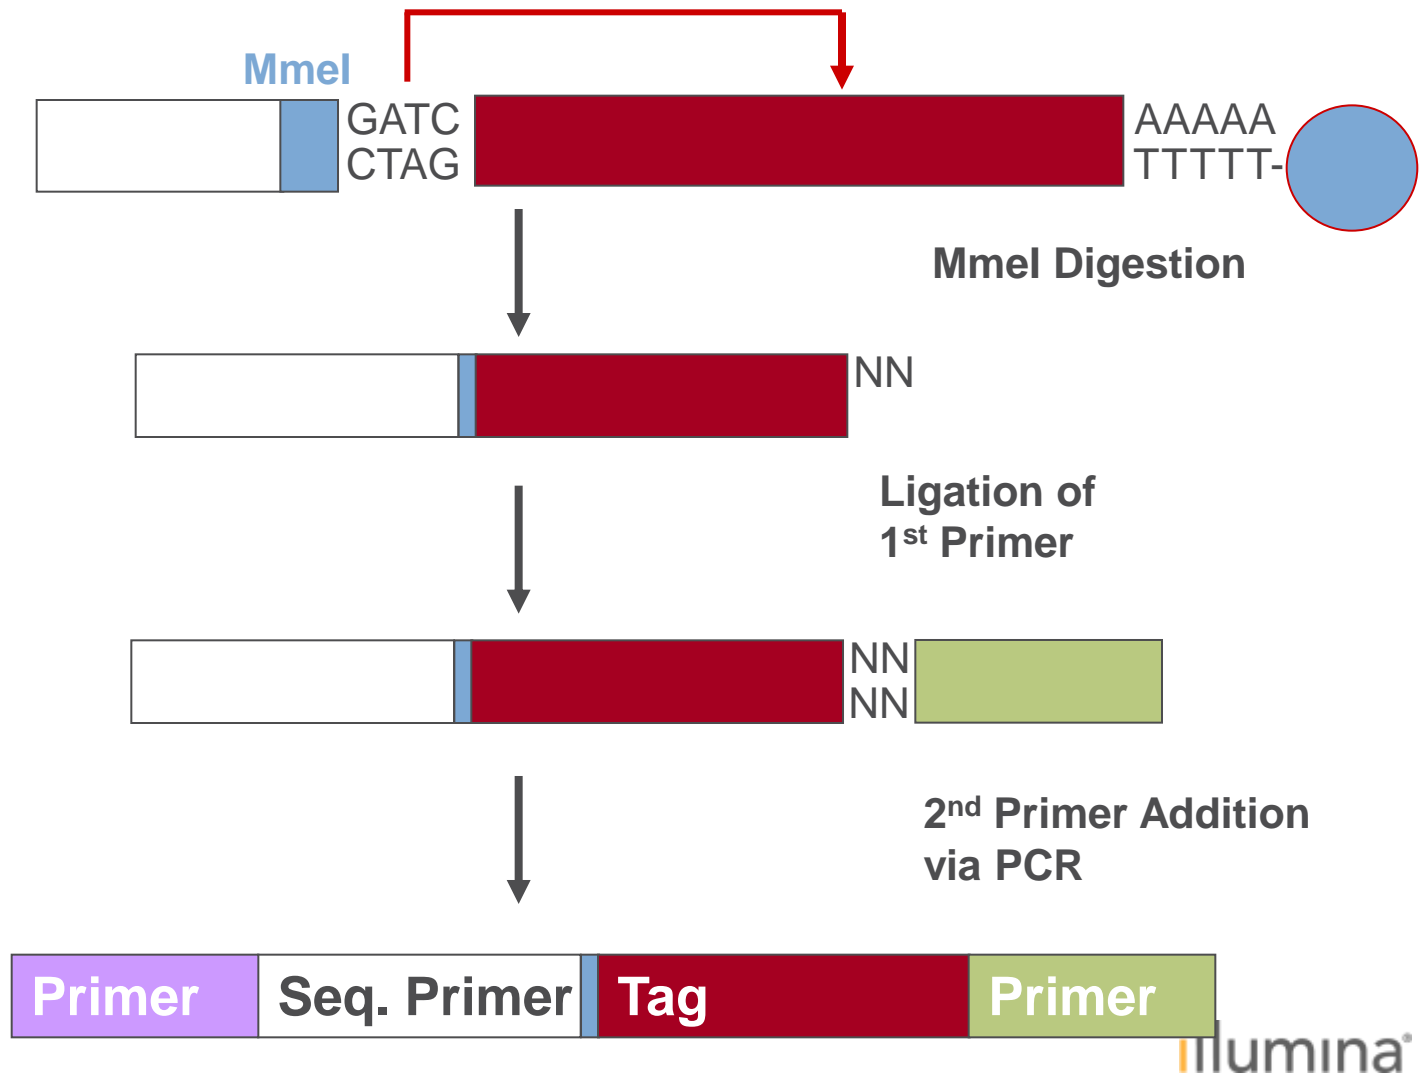 MmeI
GATC
CTAG
AAAAA
TTTTT-
MmeI Digestion
NN
Ligation of
1st Primer
NN
NN
2nd Primer Addition
via PCR
Primer
Seq. Primer
Tag
Primer
illumina®